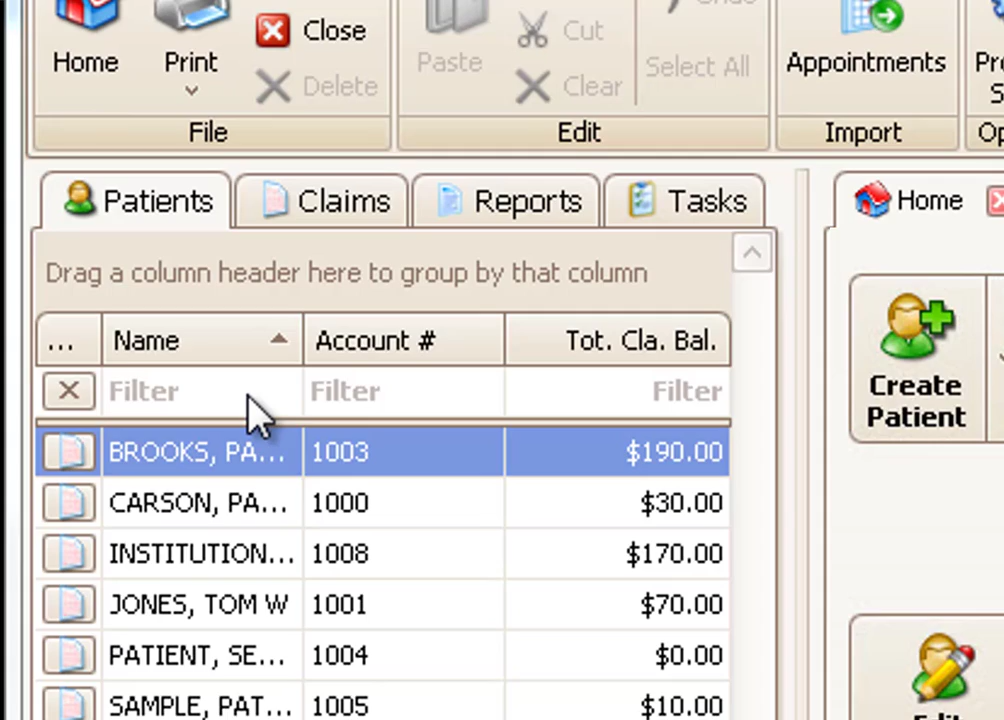 Undo
Close
Cut
Home
Print
Paste
Select All
Appointments
Delete
Clear
File
Edit
Import
Patients
Claims
Reports
Tasks
Home
Drag a column header here to group by that column
... Name Account # Tot. Cla. Bal.
Filter Filter Filter
Create
Patient
BROOKS, PA... 1003 $190.00
CARSON, PA... 1000 $30.00
INSTITUTION... 1008 $170.00
JONES, TOM W 1001 $70.00
PATIENT, SE... 1004 $0.00
SAMPLE, PAT... 1005 $10.00